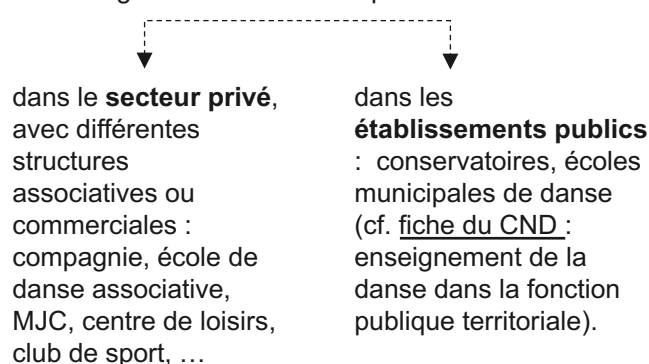 dans le secteur privé,
avec différentes
structures
associatives ou
commerciales :
compagnie, école de
danse associative,
MJC, centre de loisirs,
club de sport, …
dans les
établissements publics
: conservatoires, écoles
municipales de danse
(cf. fiche du CND :
enseignement de la
danse dans la fonction
publique territoriale).